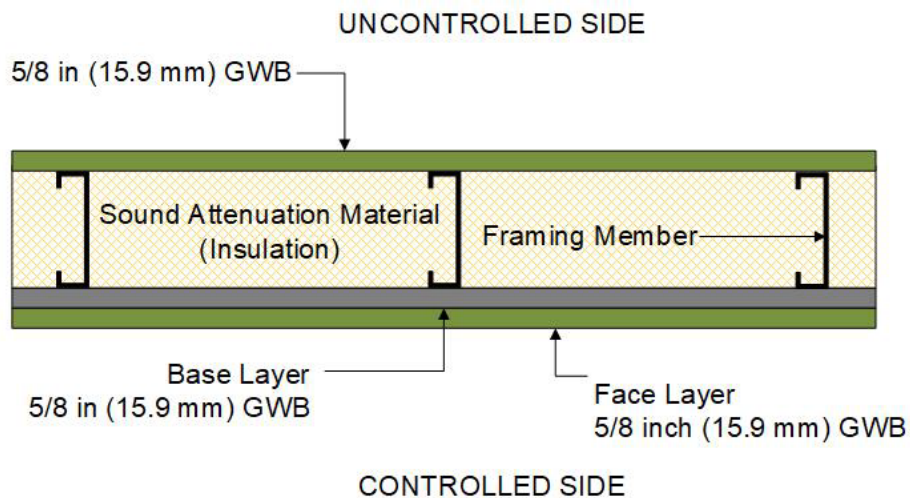 UNCONTROLLED SIDE
5/8 in (15.9 mm) GWB
Sound Attenuation Material
(Insulation)
Framing Member
Base Layer
5/8 in (15.9 mm) GWB
Face Layer
5/8 inch (15.9 mm) GWB
CONTROLLED SIDE